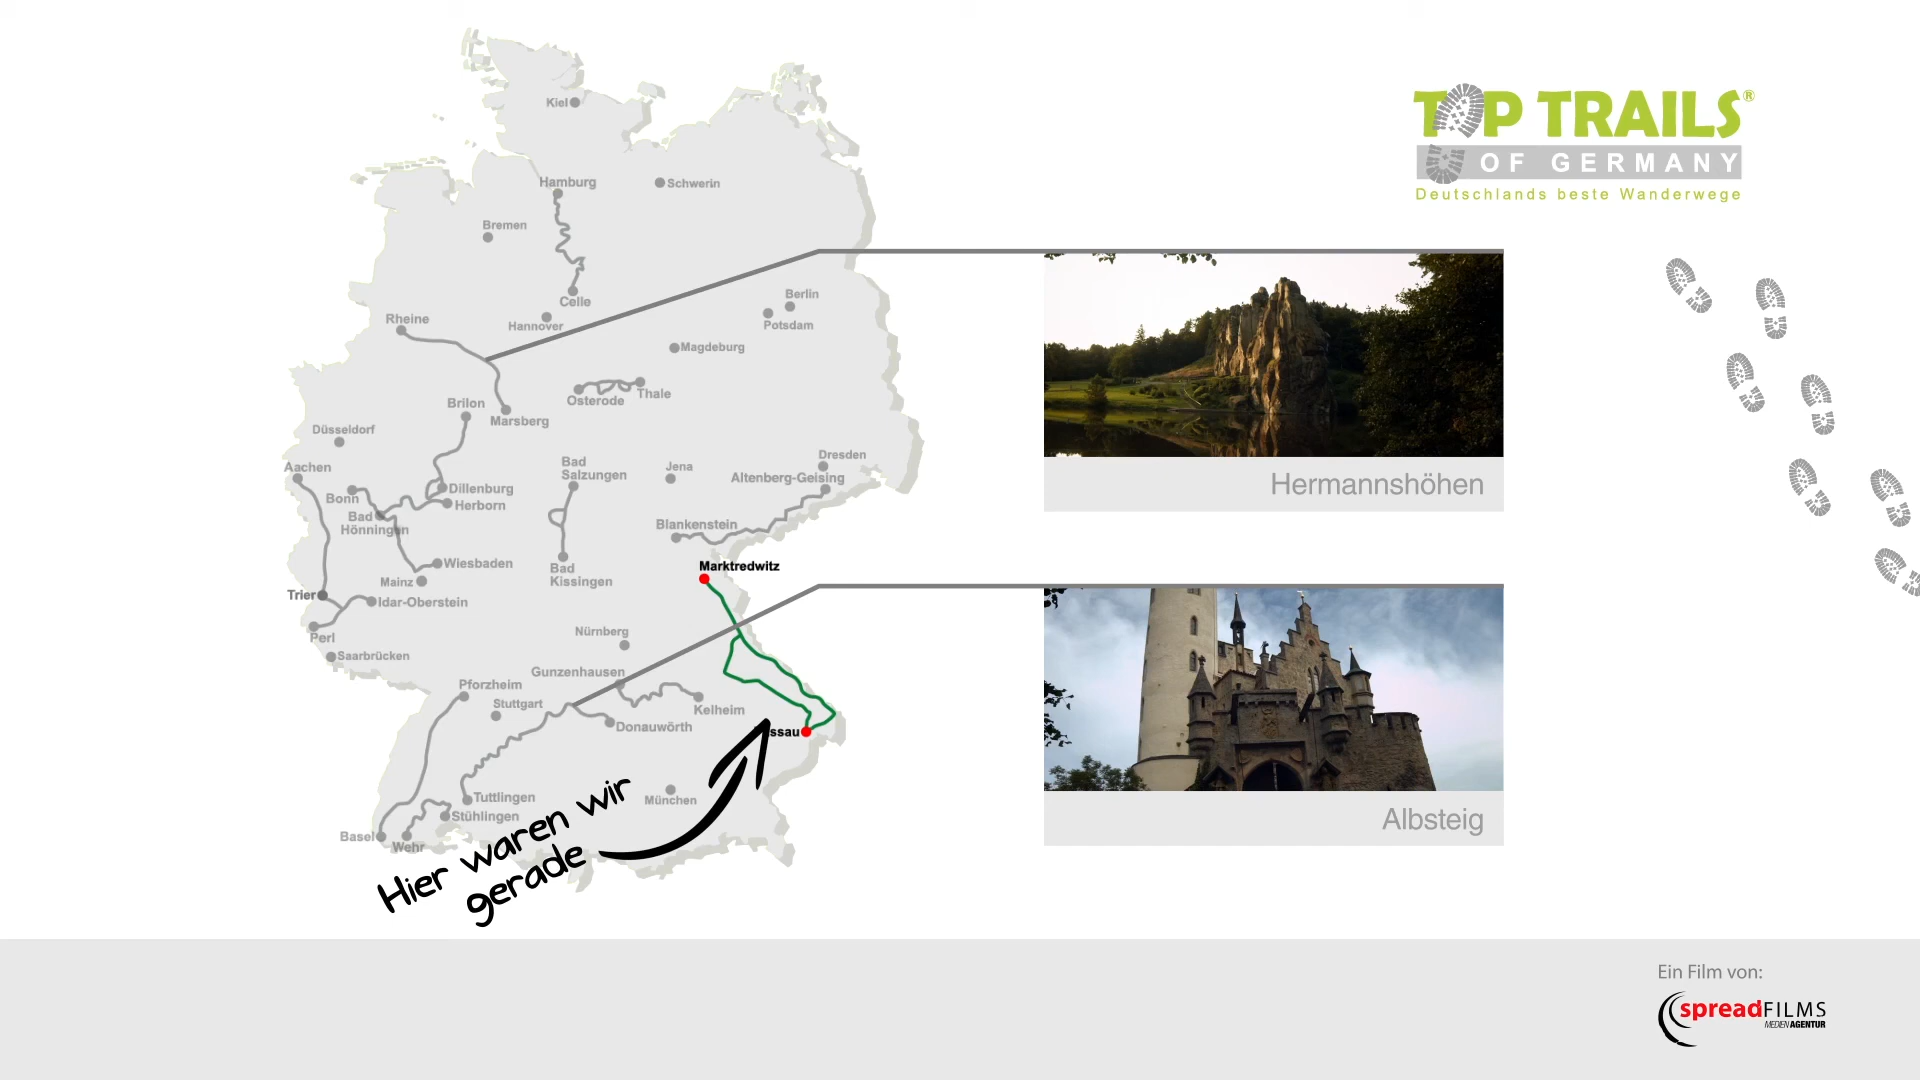 TOP TRAILS®
OF GERMANY
Deutschlands beste Wanderwege
Kiel
Hamburg
Schwerin
Bremen
Celle
Berlin
Potsdam
Rheine
Hannover
Magdeburg
Osterode
Thale
Brilon
Marsberg
Düsseldorf
Aachen
Bad
Salzungen
Jena
Dresden
Altenberg-Geising
Bonn
Dillenburg
Herborn
Bad
Hönningen
Blankenstein
Wiesbaden
Mainz
Bad
Kissingen
Marktredwitz
Trier
Idar-Oberstein
Perl
Nürnberg
Saarbrücken
Gunzenhausen
Pforzheim
Stuttgart
Kelheim
Donauwörth
ssau
Tuttlingen
München
Stühlingen
Basel
Wehr
Hier waren wir
gerade
Hermannshöhen
Albsteig
Ein Film von:
spreadFILMS
MEDIENAGENTUR